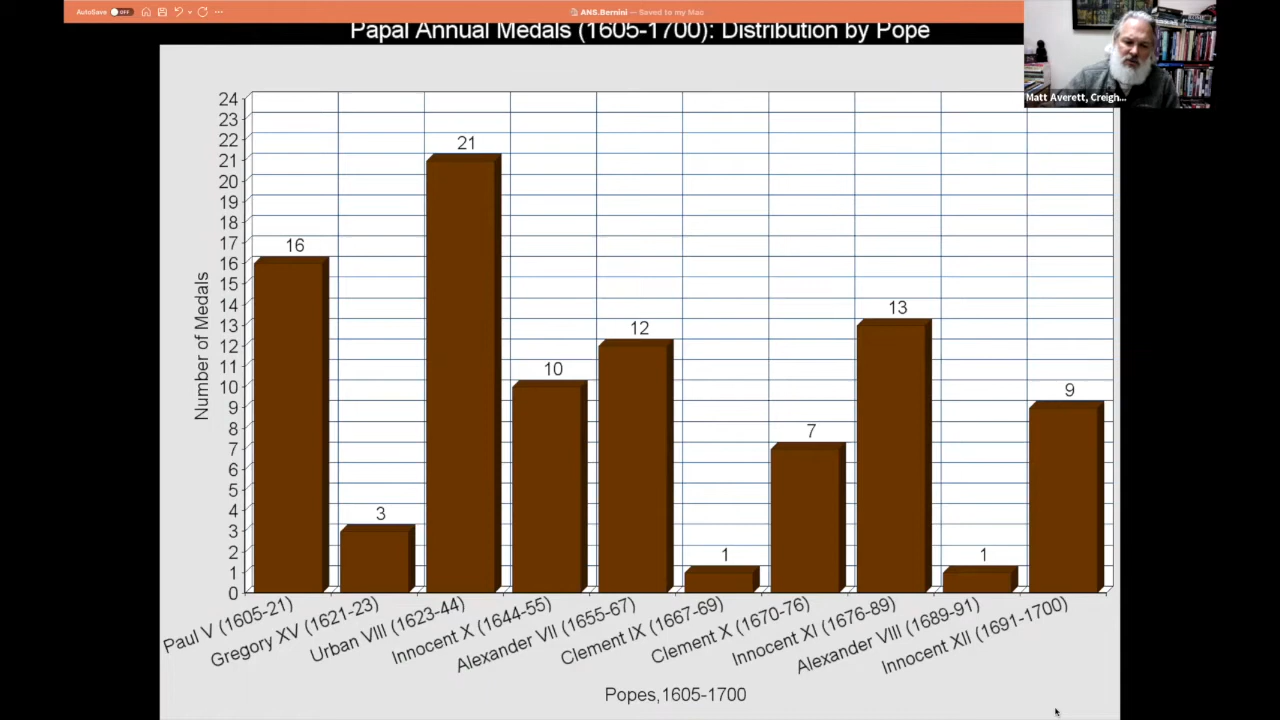 AutoSave OFF
ANS.Bernini — Saved to my Mac
Papal Annual Medals (1605-1700): Distribution by Pope
Matt Averett, Creigh...
Number of Medals
24
23
22
21
20
19
18
17
16
15
14
13
12
11
10
9
8
7
6
5
4
3
2
1
0
16
3
21
10
12
1
7
13
1
9
Paul V (1605-21)
Gregory XV (1621-23)
Urban VIII (1623-44)
Innocent X (1644-55)
Alexander VII (1655-67)
Clement IX (1667-69)
Clement X (1670-76)
Innocent XI (1676-89)
Alexander VIII (1689-91)
Innocent XII (1691-1700)
Popes,1605-1700